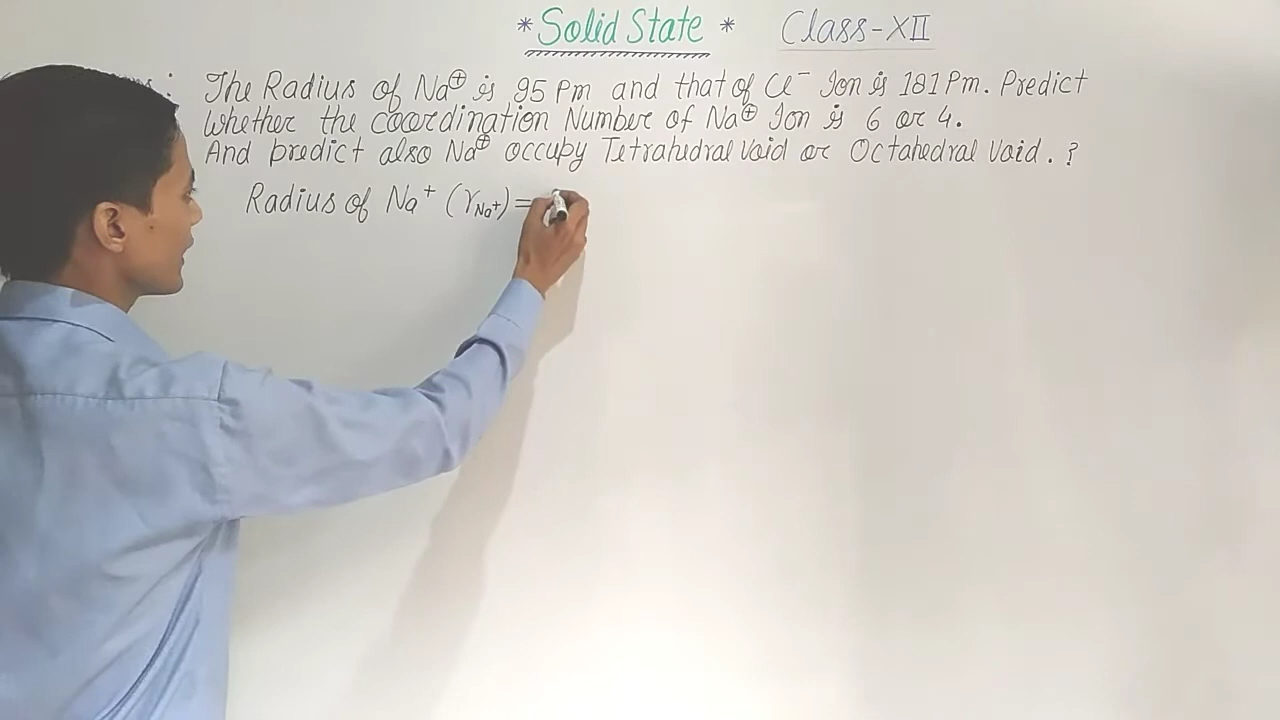 * Solid State * Class-XII
: The Radius of Na⊕ is 95 Pm and that of Cl⁻ Ion is 181 Pm. Predict
whether the coordination Number of Na⊕ Ion is 6 or 4.
And predict also Na⊕ occupy Tetrahedral Void or Octahedral Void. ?
Radius of Na⁺ (r_Na⁺) =